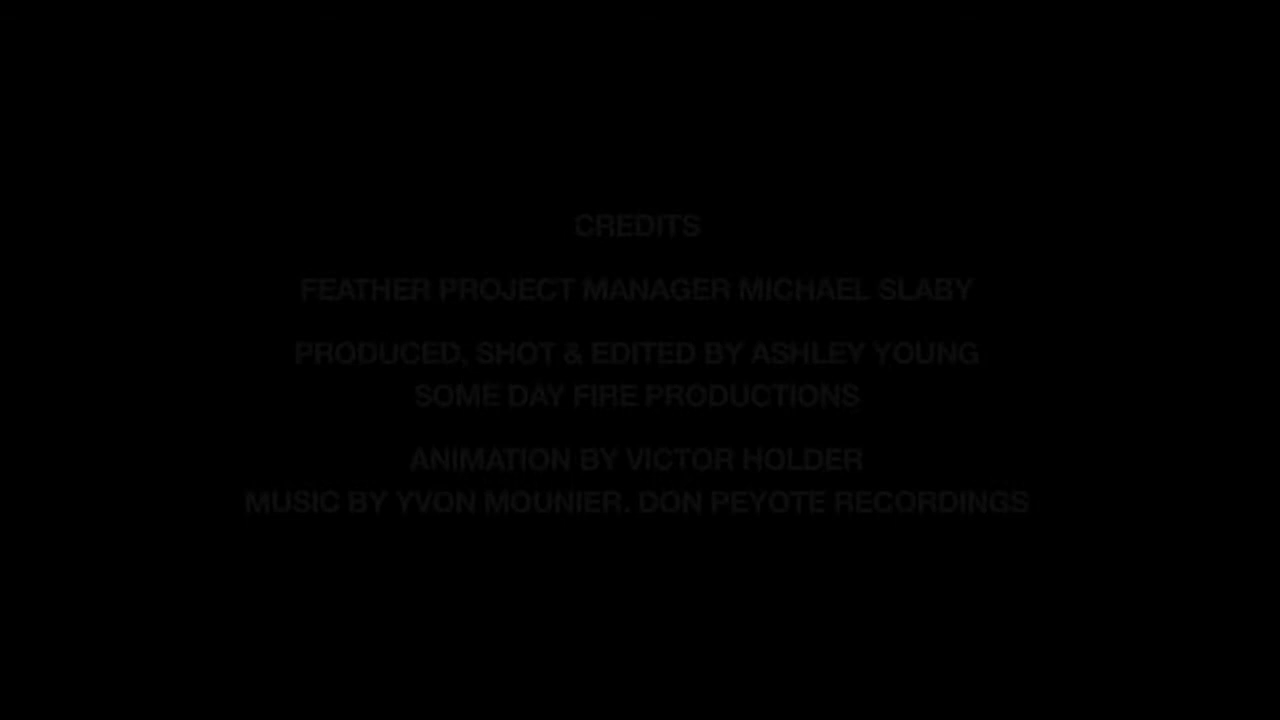 CREDITS
FEATHER PROJECT MANAGER MICHAEL SLABY
PRODUCED, SHOT & EDITED BY ASHLEY YOUNG
SOME DAY FIRE PRODUCTIONS
ANIMATION BY VICTOR HOLDER
MUSIC BY YVON MOUNIER. DON PEYOTE RECORDINGS